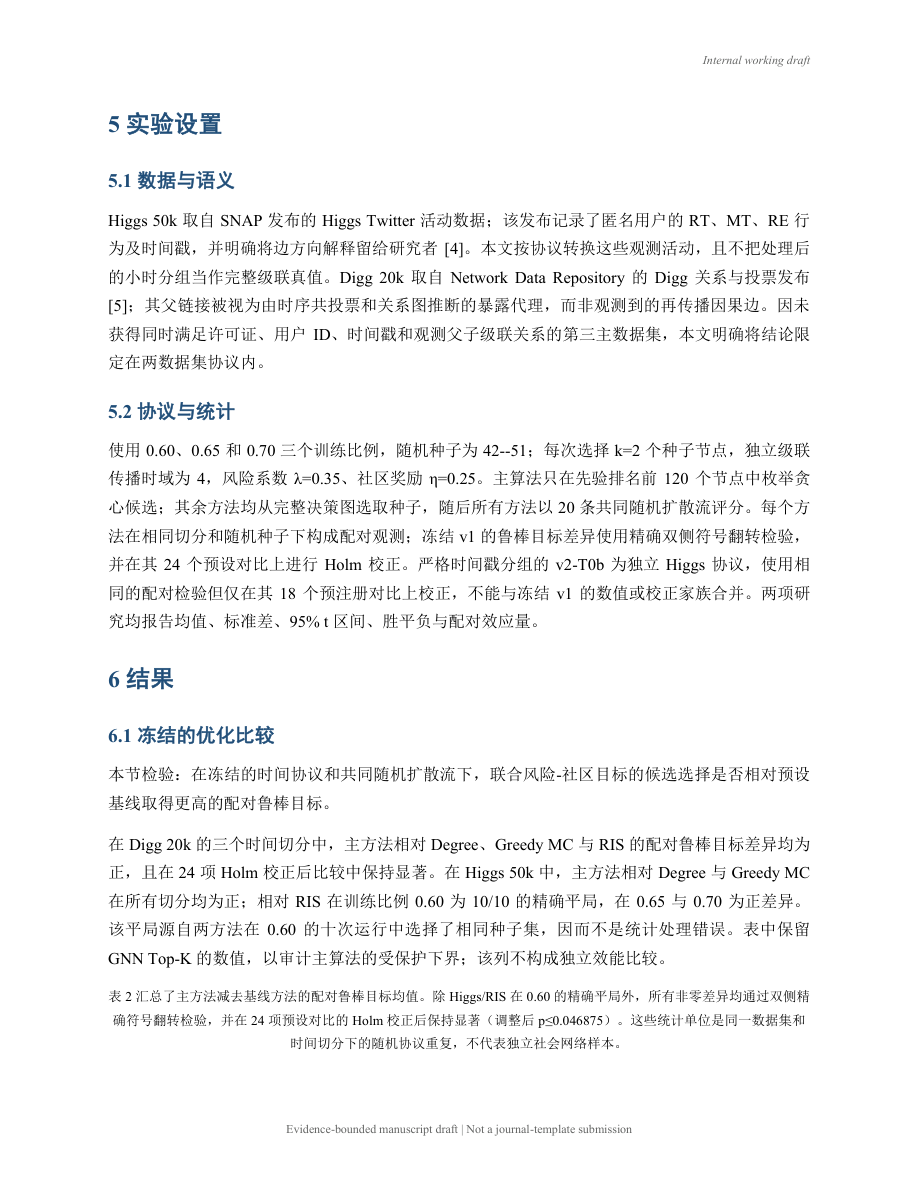 Internal working draft
5 实验设置
5.1 数据与语义
Higgs 50k 取自 SNAP 发布的 Higgs Twitter 活动数据；该发布记录了匿名用户的 RT、MT、RE 行
为及时间戳，并明确将边方向解释留给研究者 [4]。本文按协议转换这些观测活动，且不把处理后
的小时分组当作完整级联真值。Digg 20k 取自 Network Data Repository 的 Digg 关系与投票发布
[5]；其父链接被视为由时序共投票和关系图推断的暴露代理，而非观测到的再传播因果边。因未
获得同时满足许可证、用户 ID、时间戳和观测父子级联关系的第三主数据集，本文明确将结论限
定在两数据集协议内。
5.2 协议与统计
使用 0.60、0.65 和 0.70 三个训练比例，随机种子为 42--51；每次选择 k=2 个种子节点，独立级联
传播时域为 4，风险系数 λ=0.35、社区奖励 η=0.25。主算法只在先验排名前 120 个节点中枚举贪
心候选；其余方法均从完整决策图选取种子，随后所有方法以 20 条共同随机扩散流评分。每个方
法在相同切分和随机种子下构成配对观测；冻结 v1 的鲁棒目标差异使用精确双侧符号翻转检验，
并在其 24 个预设对比上进行 Holm 校正。严格时间戳分组的 v2-T0b 为独立 Higgs 协议，使用相
同的配对检验但仅在其 18 个预注册对比上校正，不能与冻结 v1 的数值或校正家族合并。两项研
究均报告均值、标准差、95% t 区间、胜平负与配对效应量。
6 结果
6.1 冻结的优化比较
本节检验：在冻结的时间协议和共同随机扩散流下，联合风险-社区目标的候选选择是否相对预设
基线取得更高的配对鲁棒目标。
在 Digg 20k 的三个时间切分中，主方法相对 Degree、Greedy MC 与 RIS 的配对鲁棒目标差异均为
正，且在 24 项 Holm 校正后比较中保持显著。在 Higgs 50k 中，主方法相对 Degree 与 Greedy MC
在所有切分均为正；相对 RIS 在训练比例 0.60 为 10/10 的精确平局，在 0.65 与 0.70 为正差异。
该平局源自两方法在 0.60 的十次运行中选择了相同种子集，因而不是统计处理错误。表中保留
GNN Top-K 的数值，以审计主算法的受保护下界；该列不构成独立效能比较。
表 2 汇总了主方法减去基线方法的配对鲁棒目标均值。除 Higgs/RIS 在 0.60 的精确平局外，所有非零差异均通过双侧精
确符号翻转检验，并在 24 项预设对比的 Holm 校正后保持显著（调整后 p≤0.046875）。这些统计单位是同一数据集和
时间切分下的随机协议重复，不代表独立社会网络样本。
Evidence-bounded manuscript draft | Not a journal-template submission